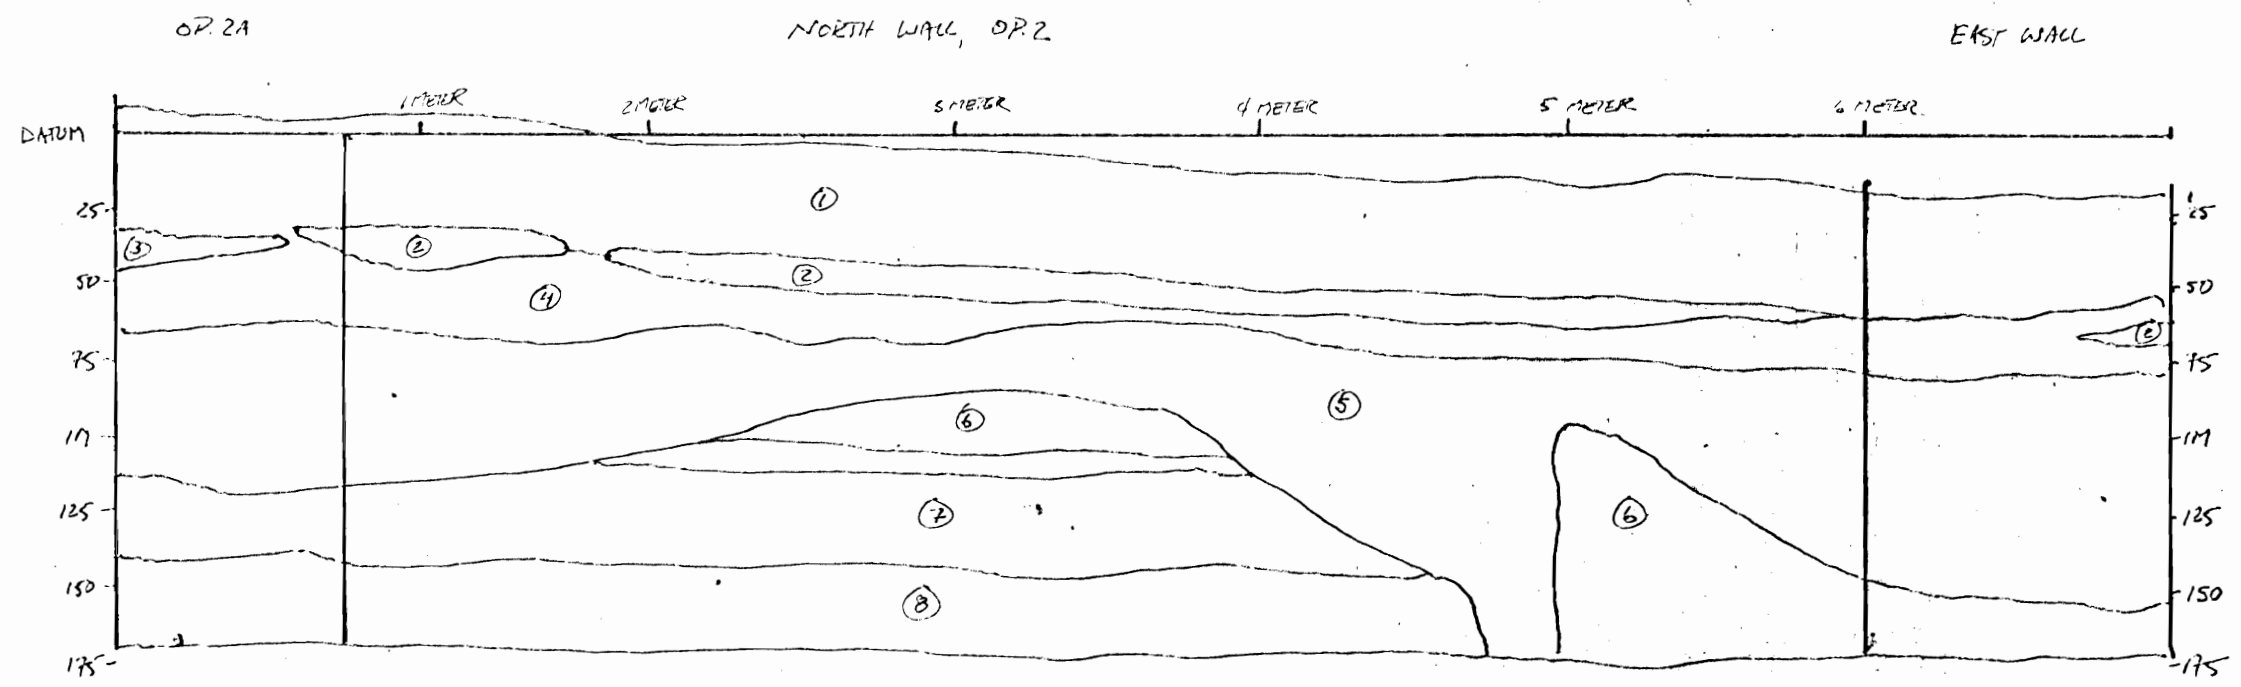 OP. 2A NORTH WALL, OP. 2 EAST WALL
1 METER 2 METER 3 METER 4 METER 5 METER 6 METER
DATUM
1
25 25
3 2
2
50 4 50
2
75 75
5
6
1M 1M
7 6
125 125
150 150
8
175 175